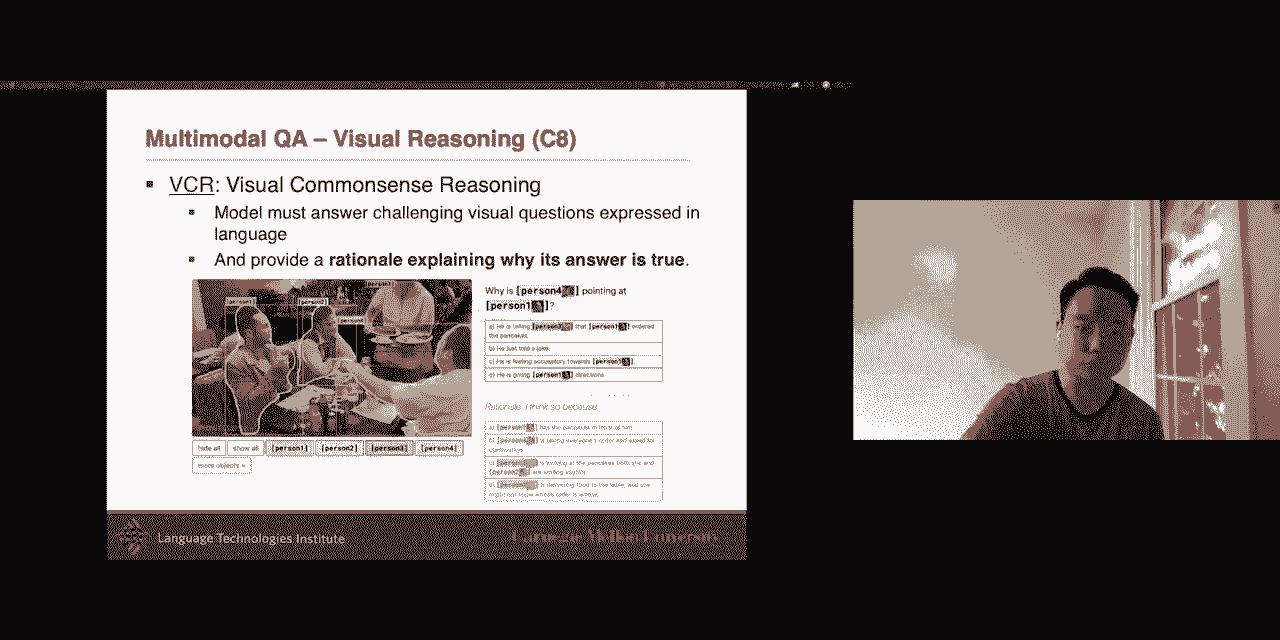 Multimodal QA – Visual Reasoning (C8)
VCR: Visual Commonsense Reasoning
Model must answer challenging visual questions expressed in
language
And provide a rationale explaining why its answer is true.
[person1]
[person2]
[person3]
[person4]
Why is [person4] pointing at
[person1]?
a) He is telling [person3] that [person1] ordered
the pancakes.
b) He just told a joke.
c) He is feeling accusatory towards [person1].
d) He is giving [person1] directions.
Rationale: I think so because
a) [person1] has the pancakes in front of him.
b) [person4] is taking everyone's order and asked for
clarification.
c) is looking at the pancakes both she and
[person2] are smiling slightly.
d) is delivering food to the table, and she
might not know whose order is whose.
hide all
show all
[person1]
[person2]
[person3]
[person4]
more objects »
Language Technologies Institute
Carnegie Mellon University